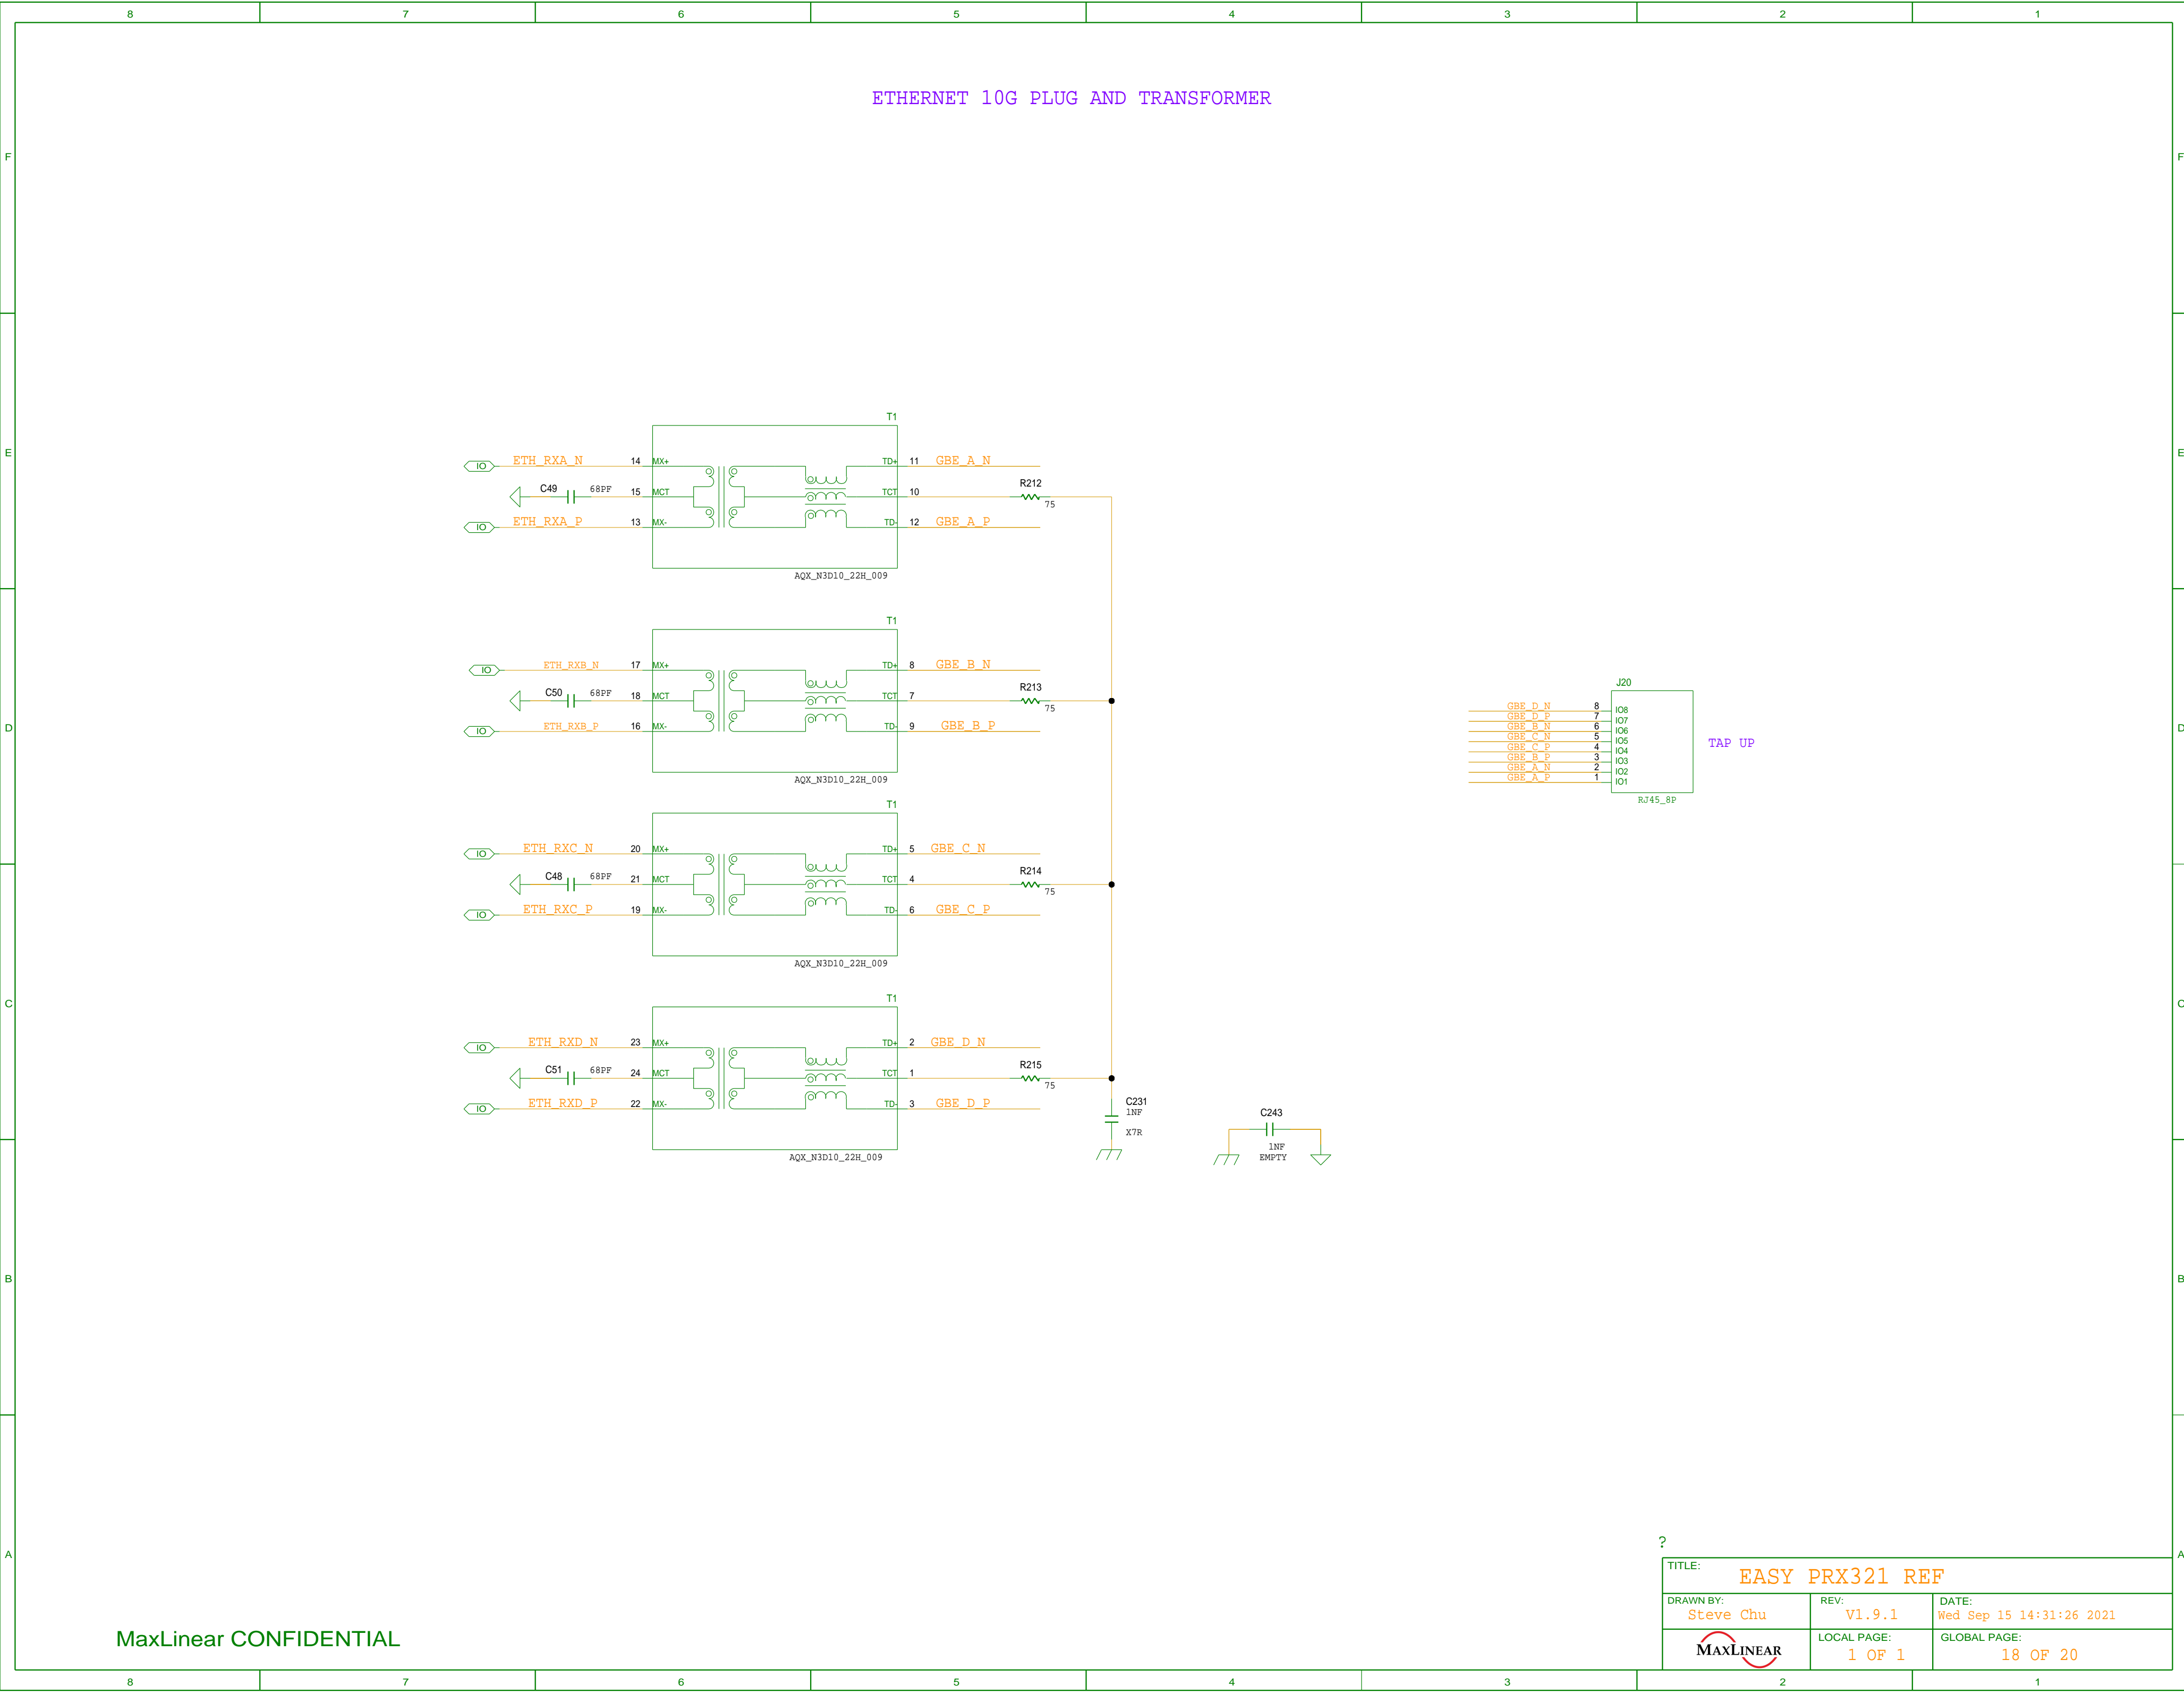 8 7 6 5 4 3 2 1
ETHERNET 10G PLUG AND TRANSFORMER
F F
E E
D D
C C
B B
A A
T1
IO ETH_RXA_N 14 MX+ TD+ 11 GBE_A_N
C49 68PF 15 MCT TCT 10 R212 75
IO ETH_RXA_P 13 MX- TD- 12 GBE_A_P
AQX_N3D10_22H_009
T1
IO ETH_RXB_N 17 MX+ TD+ 8 GBE_B_N
C50 68PF 18 MCT TCT 7 R213 75
IO ETH_RXB_P 16 MX- TD- 9 GBE_B_P
AQX_N3D10_22H_009
T1
IO ETH_RXC_N 20 MX+ TD+ 5 GBE_C_N
C48 68PF 21 MCT TCT 4 R214 75
IO ETH_RXC_P 19 MX- TD- 6 GBE_C_P
AQX_N3D10_22H_009
T1
IO ETH_RXD_N 23 MX+ TD+ 2 GBE_D_N
C51 68PF 24 MCT TCT 1 R215 75
IO ETH_RXD_P 22 MX- TD- 3 GBE_D_P
AQX_N3D10_22H_009
C231
1NF
X7R
C243
1NF
EMPTY
J20
GBE_D_N 8 IO8
GBE_D_P 7 IO7
GBE_B_N 6 IO6
GBE_C_N 5 IO5
GBE_C_P 4 IO4
GBE_B_P 3 IO3
GBE_A_N 2 IO2
GBE_A_P 1 IO1
RJ45_8P
TAP UP
?
TITLE: EASY PRX321 REF
DRAWN BY: Steve Chu
REV: V1.9.1
DATE: Wed Sep 15 14:31:26 2021
MAXLINEAR
LOCAL PAGE: 1 OF 1
GLOBAL PAGE: 18 OF 20
MaxLinear CONFIDENTIAL
8 7 6 5 4 3 2 1